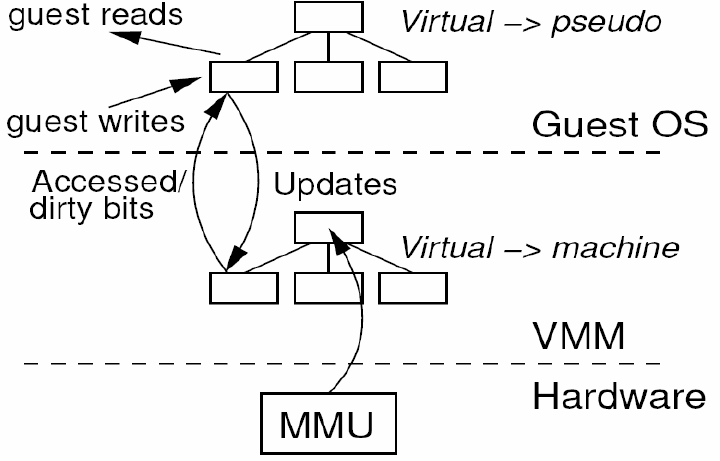 guest reads
Virtual –> pseudo
guest writes
Guest OS
Accessed/
dirty bits
Updates
Virtual –> machine
VMM
Hardware
MMU